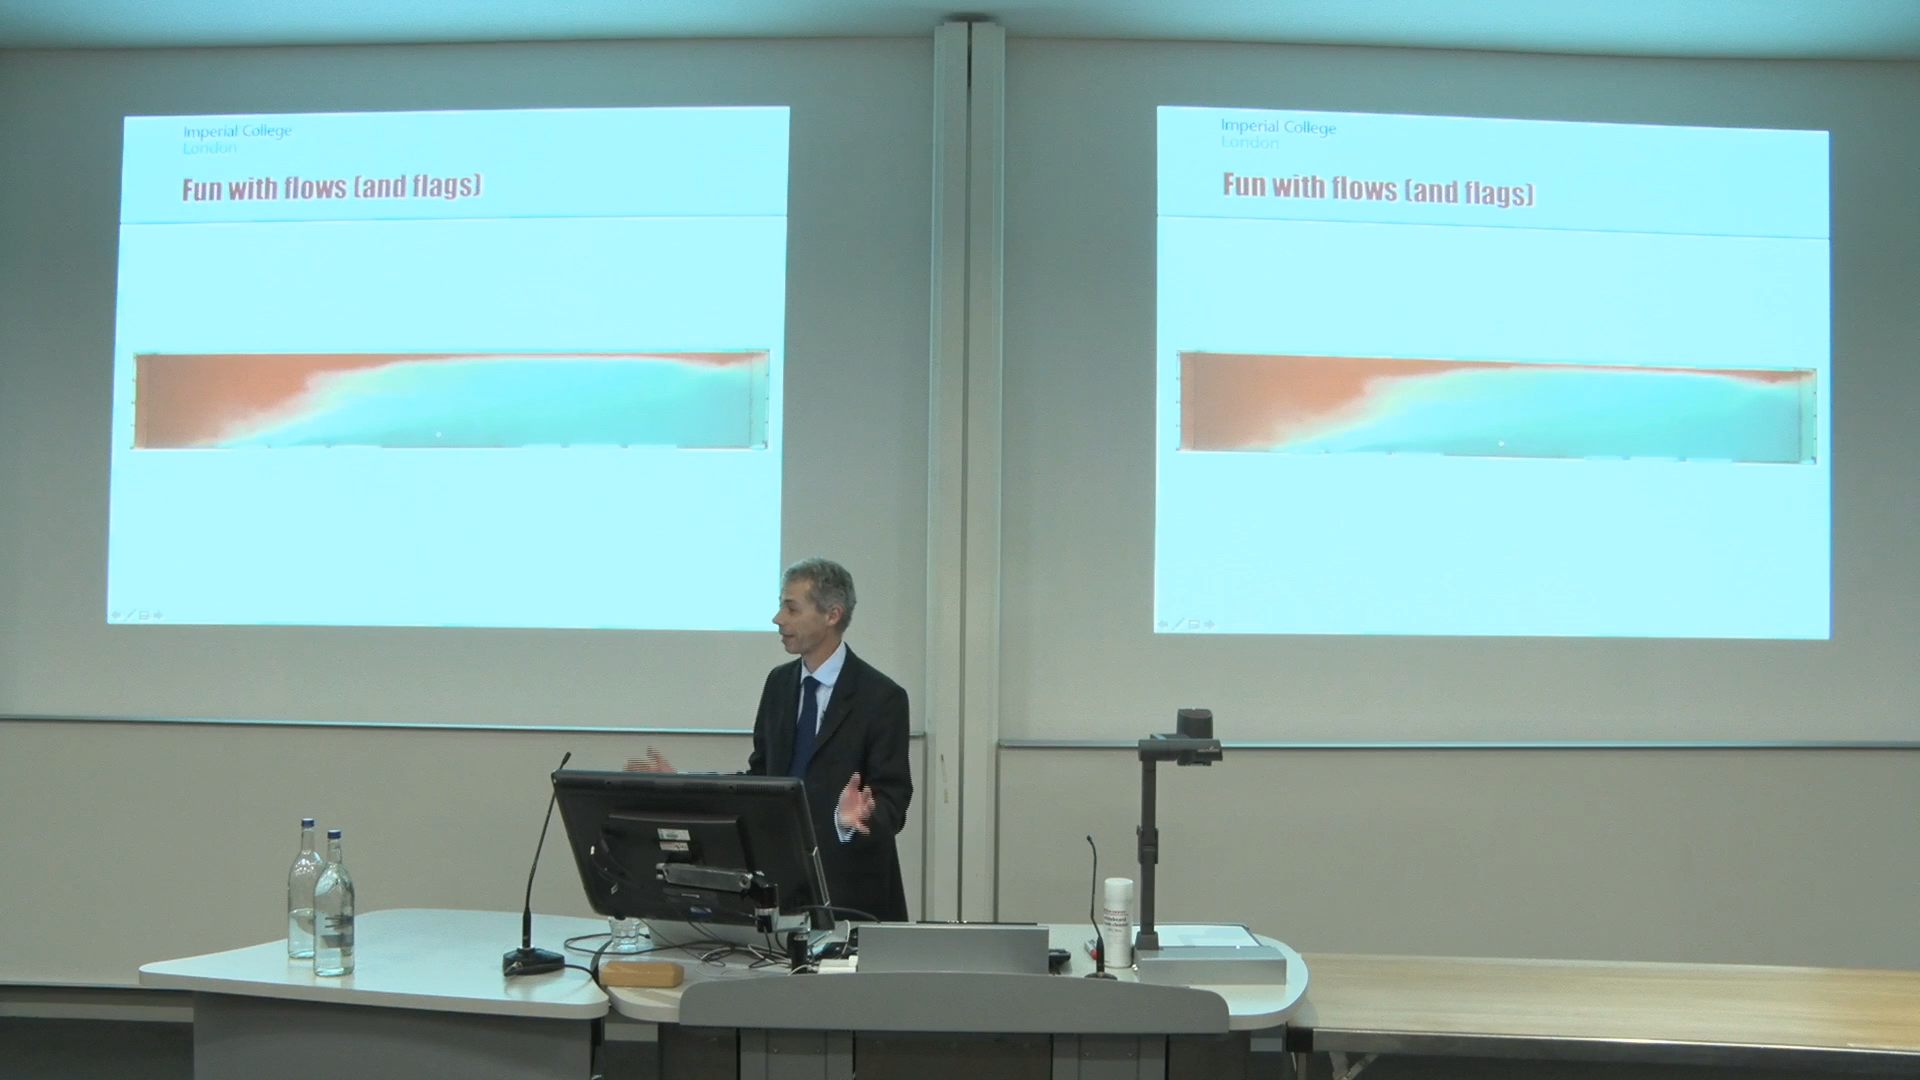 Imperial College
London
Fun with flows (and flags)
Imperial College
London
Fun with flows (and flags)